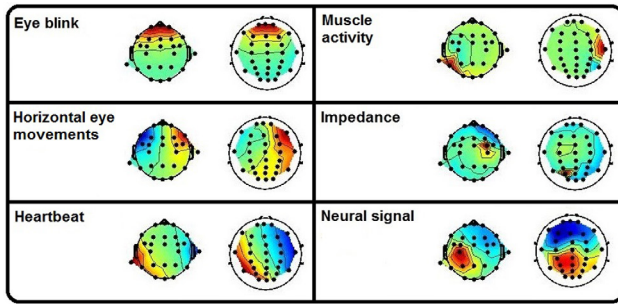 Eye blink
Muscle
activity
Horizontal eye
movements
Impedance
Heartbeat
Neural signal